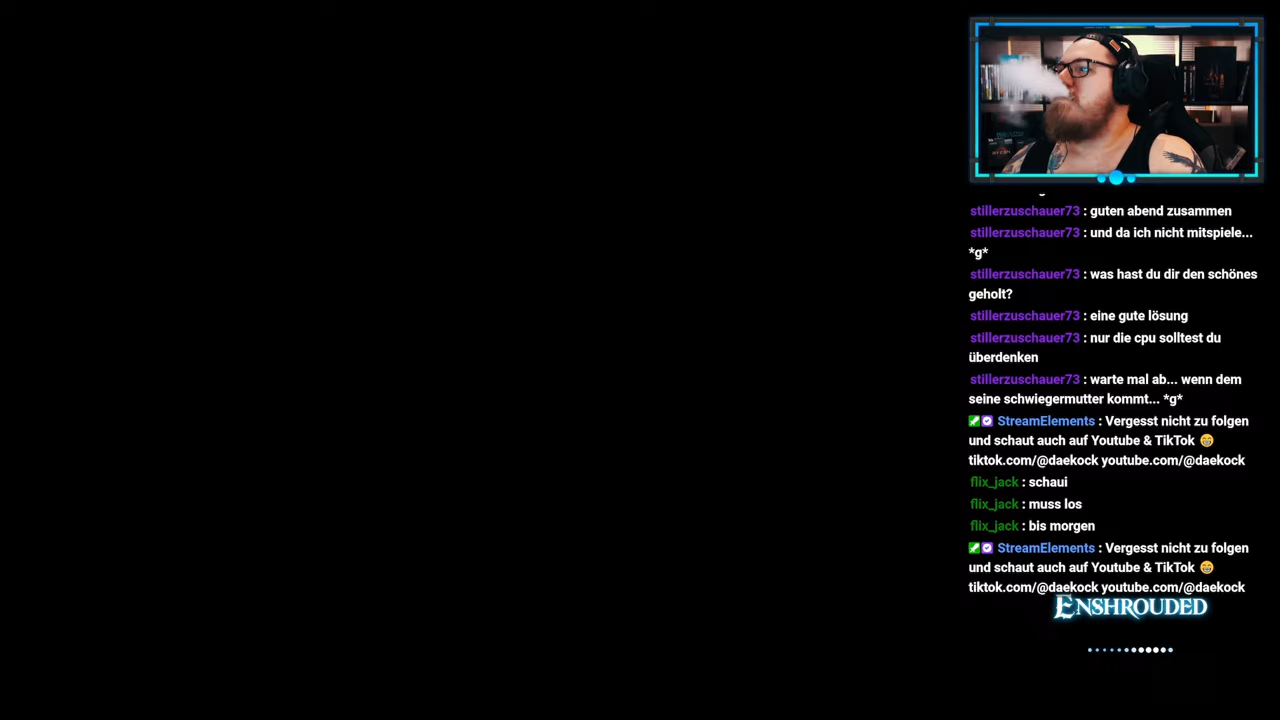 stillerzuschauer73 : guten abend zusammen
stillerzuschauer73 : und da ich nicht mitspiele...
*g*
stillerzuschauer73 : was hast du dir den schönes
geholt?
stillerzuschauer73 : eine gute lösung
stillerzuschauer73 : nur die cpu solltest du
überdenken
stillerzuschauer73 : warte mal ab... wenn dem
seine schwiegermutter kommt... *g*
StreamElements : Vergesst nicht zu folgen
und schaut auch auf Youtube & TikTok 😁
tiktok.com/@daekock youtube.com/@daekock
flix_jack : schaui
flix_jack : muss los
flix_jack : bis morgen
StreamElements : Vergesst nicht zu folgen
und schaut auch auf Youtube & TikTok 😁
tiktok.com/@daekock youtube.com/@daekock
ENSHROUDED